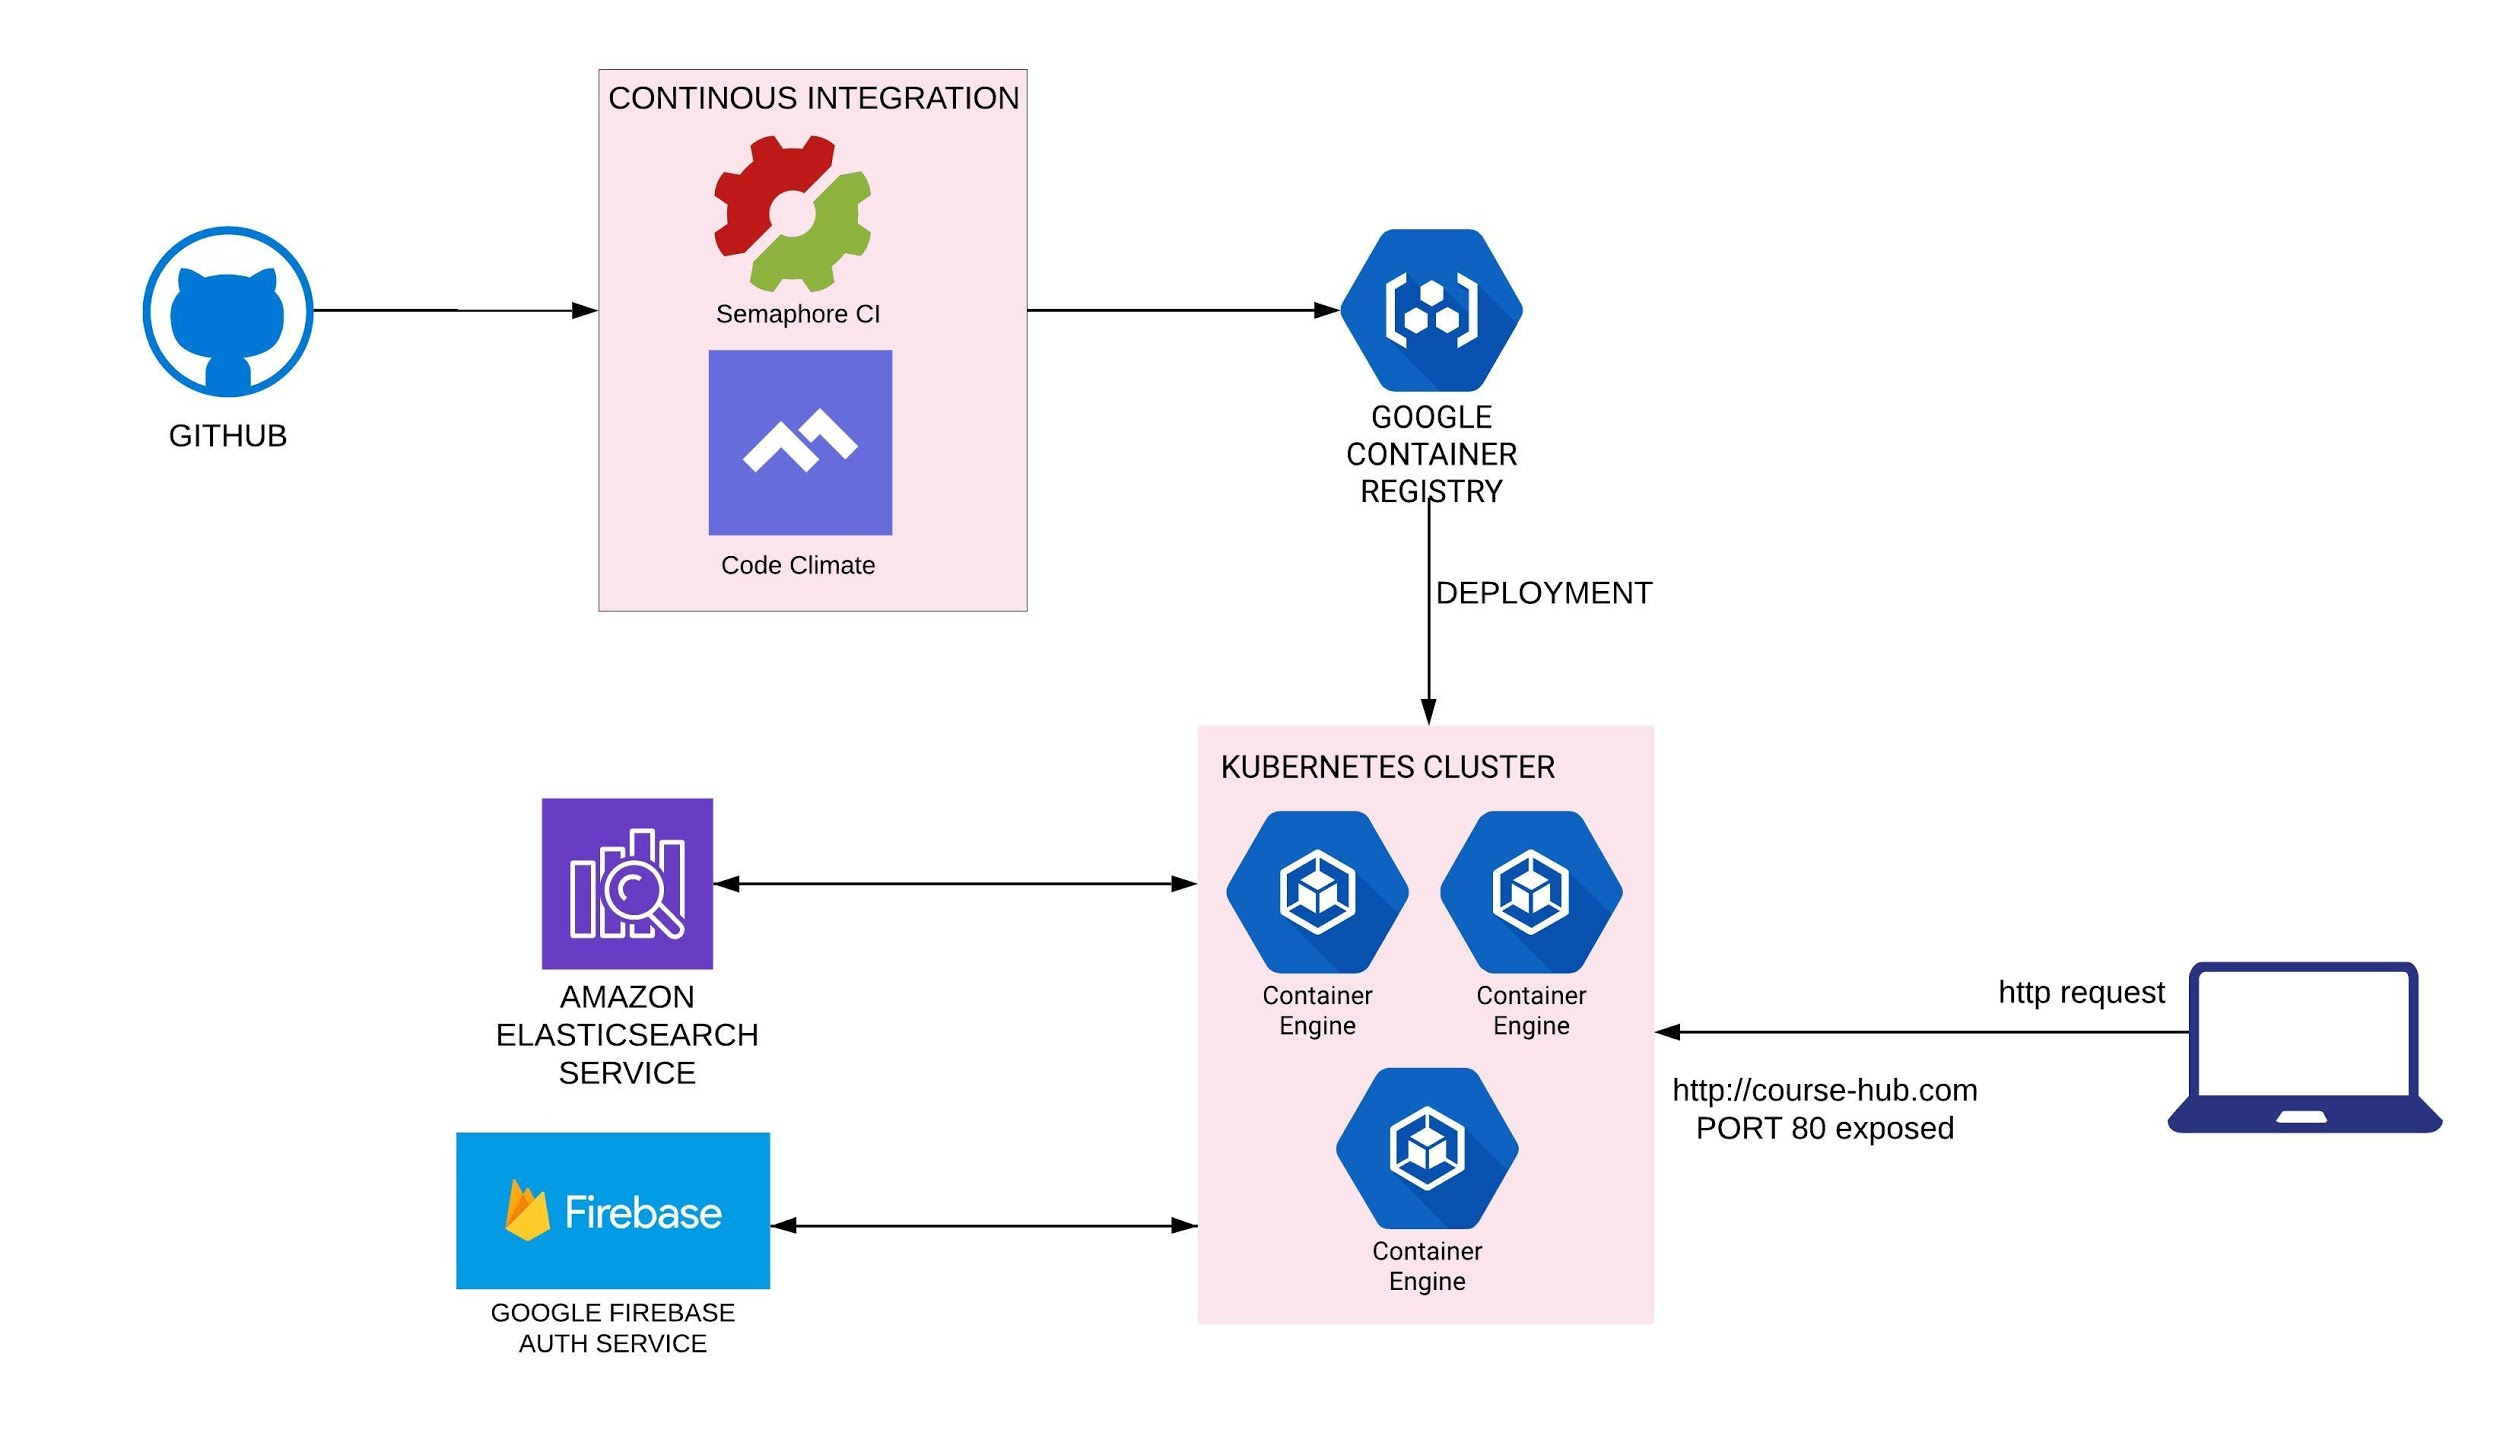 CONTINOUS INTEGRATION
Semaphore CI
Code Climate
GITHUB
GOOGLE
CONTAINER
REGISTRY
DEPLOYMENT
KUBERNETES CLUSTER
Container
Engine
Container
Engine
Container
Engine
AMAZON
ELASTICSEARCH
SERVICE
Firebase
GOOGLE FIREBASE
AUTH SERVICE
http request
http://course-hub.com
PORT 80 exposed